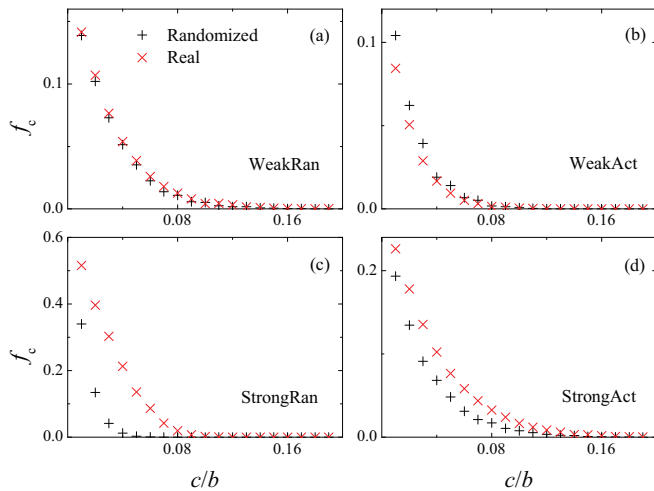 + Randomized
× Real
(a)
0.1
0.0
f_c
WeakRan
0.08
0.16
(b)
0.1
0.0
WeakAct
0.08
0.16
(c)
0.6
0.4
0.2
0.0
f_c
StrongRan
0.08
0.16
c/b
(d)
0.2
0.0
StrongAct
0.08
0.16
c/b